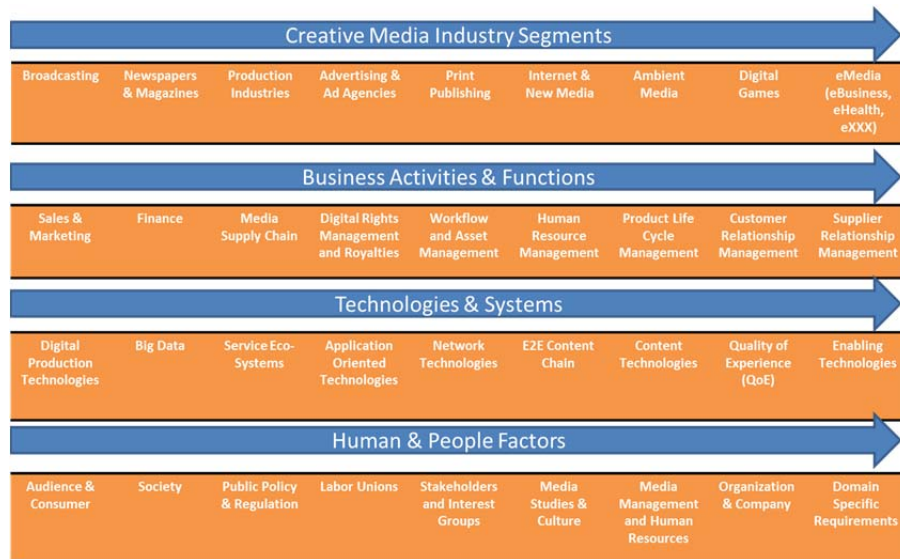 Creative Media Industry Segments
Broadcasting
Newspapers
& Magazines
Production
Industries
Advertising &
Ad Agencies
Print
Publishing
Internet &
New Media
Ambient
Media
Digital
Games
eMedia
(eBusiness,
eHealth,
eXXX)
Business Activities & Functions
Sales &
Marketing
Finance
Media
Supply Chain
Digital Rights
Management
and Royalties
Workflow
and Asset
Management
Human
Resource
Management
Product Life
Cycle
Management
Customer
Relationship
Management
Supplier
Relationship
Management
Technologies & Systems
Digital
Production
Technologies
Big Data
Service Eco-
Systems
Application
Oriented
Technologies
Network
Technologies
E2E Content
Chain
Content
Technologies
Quality of
Experience
(QoE)
Enabling
Technologies
Human & People Factors
Audience &
Consumer
Society
Public Policy
& Regulation
Labor Unions
Stakeholders
and Interest
Groups
Media
Studies &
Culture
Media
Management
and Human
Resources
Organization
& Company
Domain
Specific
Requirements